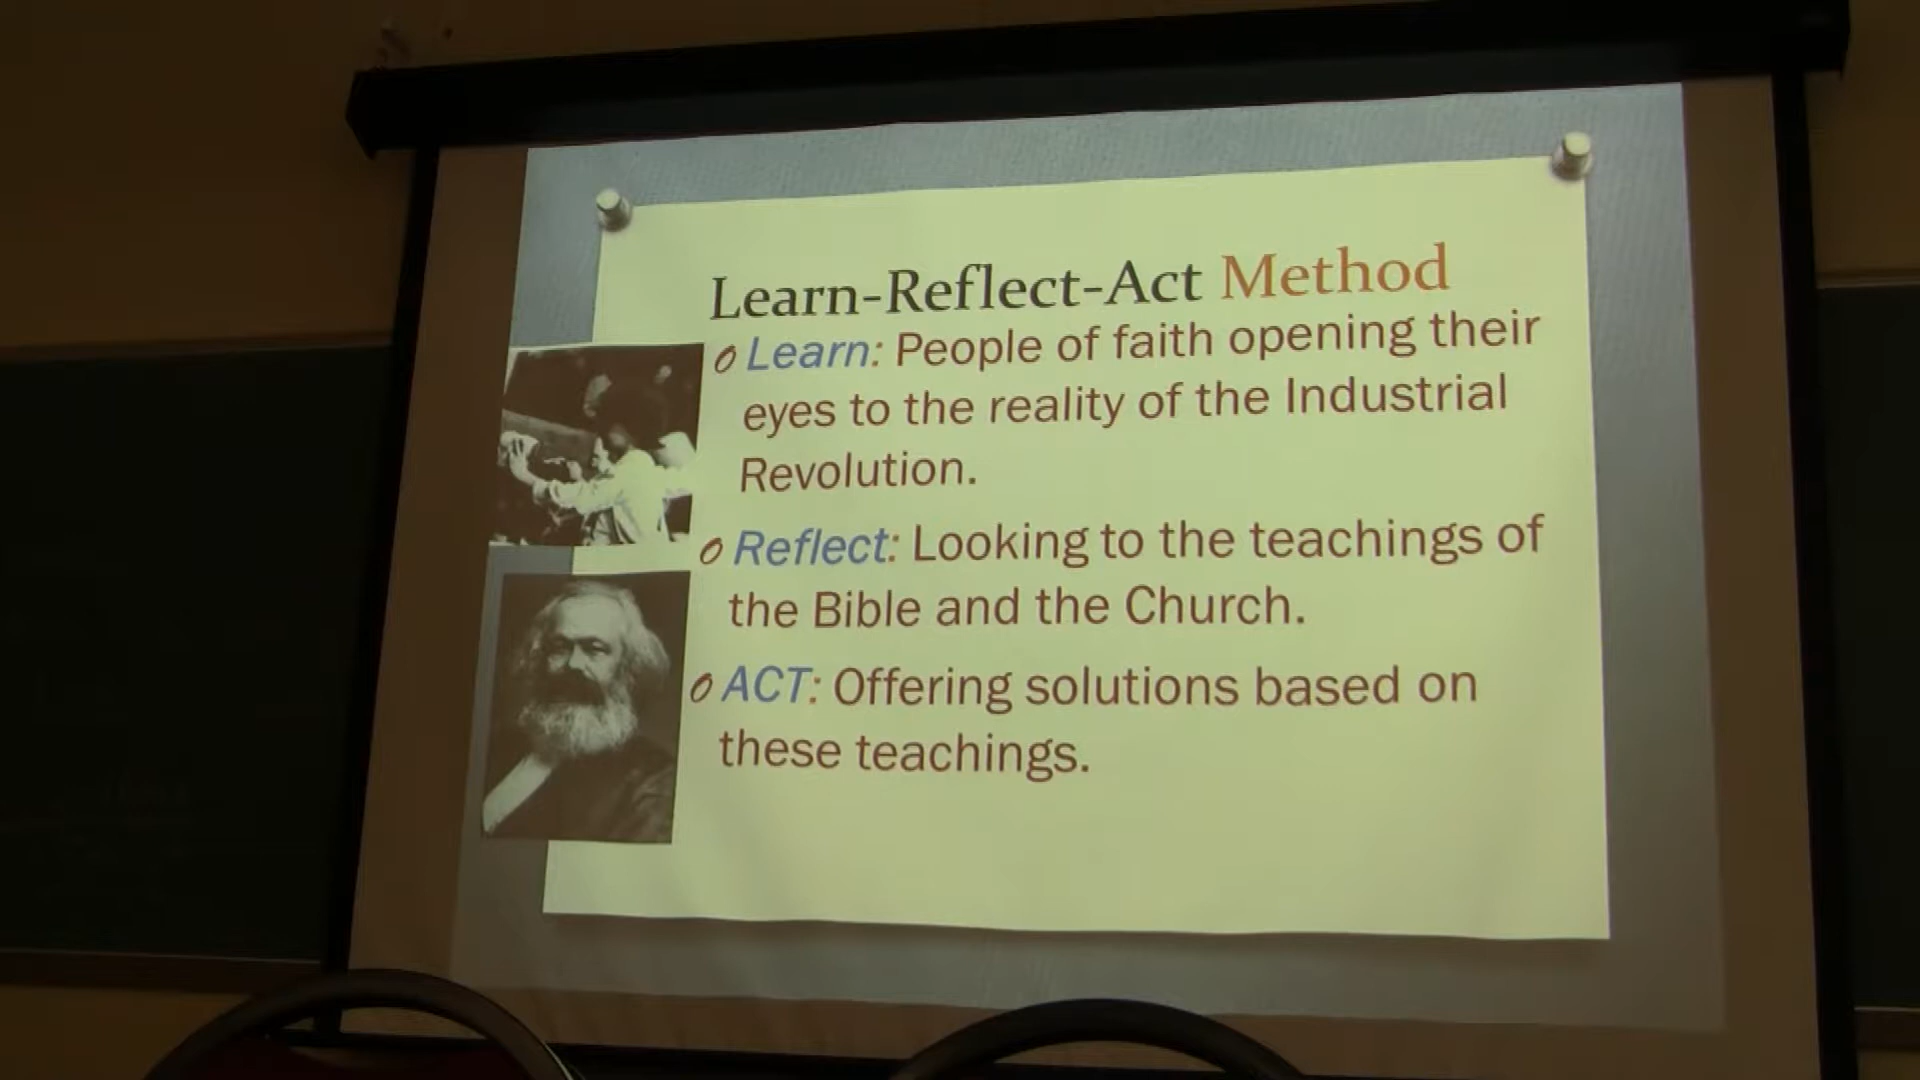 Learn-Reflect-Act Method
Learn: People of faith opening their
eyes to the reality of the Industrial
Revolution.
Reflect: Looking to the teachings of
the Bible and the Church.
ACT: Offering solutions based on
these teachings.